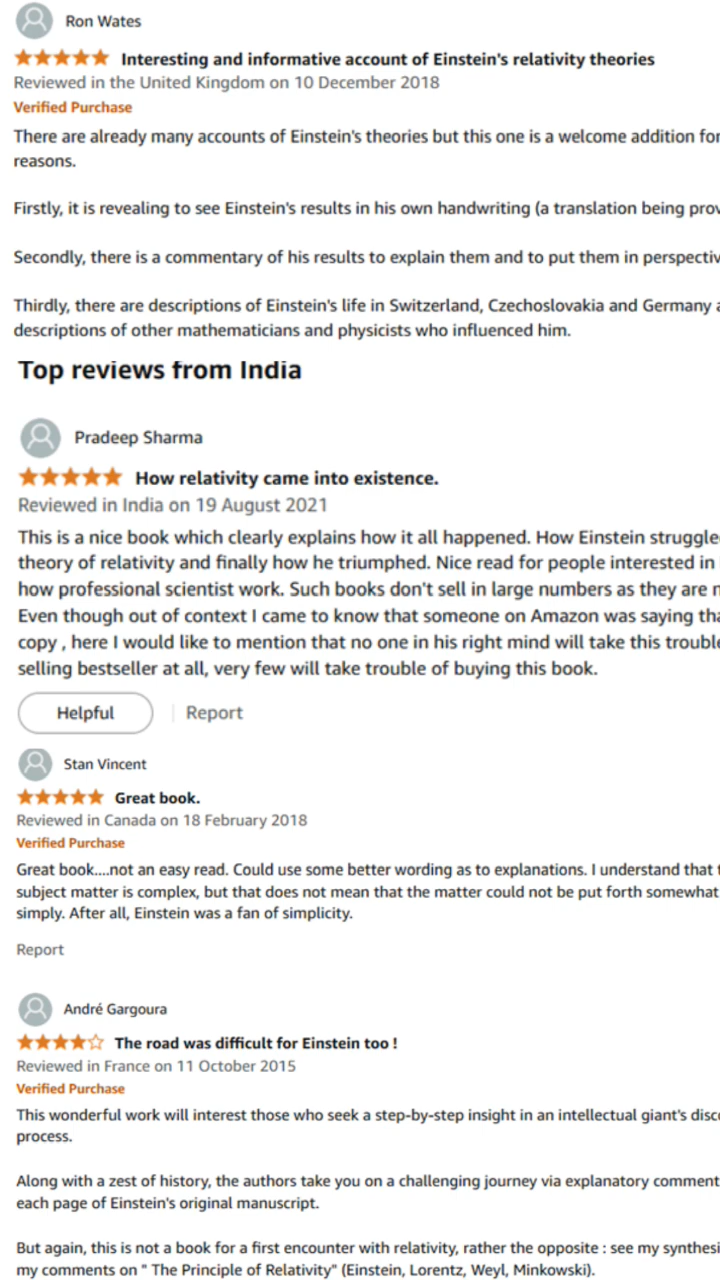 Ron Wates
Interesting and informative account of Einstein's relativity theories
Reviewed in the United Kingdom on 10 December 2018
Verified Purchase
There are already many accounts of Einstein's theories but this one is a welcome addition for
reasons.
Firstly, it is revealing to see Einstein's results in his own handwriting (a translation being
Secondly, there is a commentary of his results to explain them and to put them in
Thirdly, there are descriptions of Einstein's life in Switzerland, Czechoslovakia and Germany
descriptions of other mathematicians and physicists who influenced him.
Top reviews from India
Pradeep Sharma
How relativity came into existence.
Reviewed in India on 19 August 2021
This is a nice book which clearly explains how it all happened. How Einstein
theory of relativity and finally how he triumphed. Nice read for people interested in
how professional scientist work. Such books don't sell in large numbers as they are
Even though out of context I came to know that someone on Amazon was saying
copy , here I would like to mention that no one in his right mind will take this
selling bestseller at all, very few will take trouble of buying this book.
Helpful
Report
Stan Vincent
Great book.
Reviewed in Canada on 18 February 2018
Verified Purchase
Great book....not an easy read. Could use some better wording as to explanations. I understand that
subject matter is complex, but that does not mean that the matter could not be put forth somewhat
simply. After all, Einstein was a fan of simplicity.
Report
André Gargoura
The road was difficult for Einstein too !
Reviewed in France on 11 October 2015
Verified Purchase
This wonderful work will interest those who seek a step-by-step insight in an intellectual giant's
process.
Along with a zest of history, the authors take you on a challenging journey via explanatory
each page of Einstein's original manuscript.
But again, this is not a book for a first encounter with relativity, rather the opposite : see my
my comments on " The Principle of Relativity" (Einstein, Lorentz, Weyl, Minkowski).